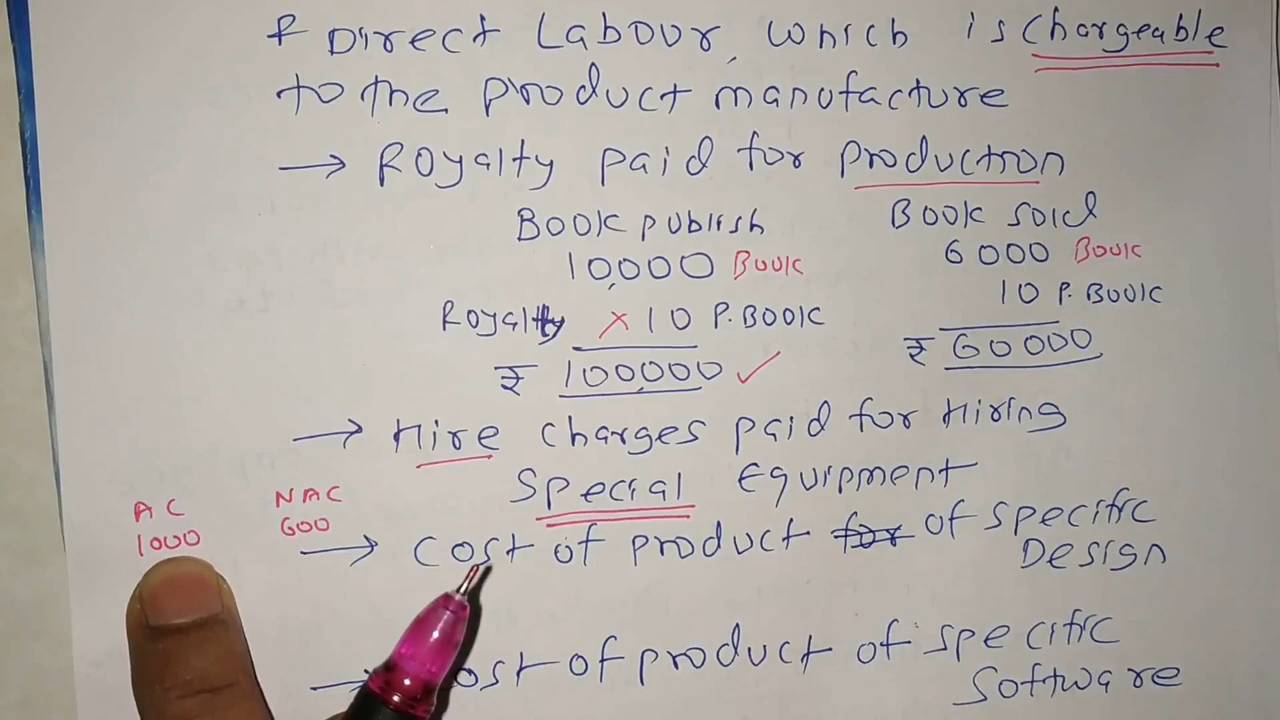 & Direct Labour, which is chargeable
to the product manufacture
→ Royalty paid for production
Book publish
10,000 Book
Royalty × 10 P. Book
₹ 100,000 ✓
Book sold
6000 Book
10 P. Book
₹ 60000
→ Hire charges paid for Hiring
Special Equipment
AC
1000
NAC
600
→ cost of product for of specific
Design
→ cost of product of specific
Software